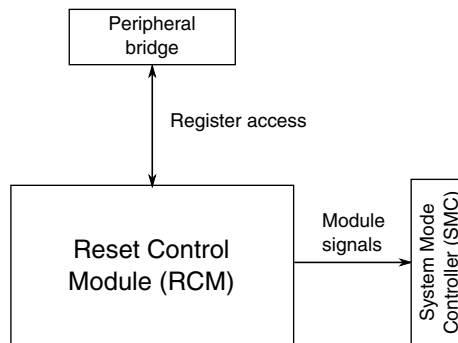 Peripheral
bridge
Register access
Reset Control
Module (RCM)
Module
signals
System Mode
Controller (SMC)